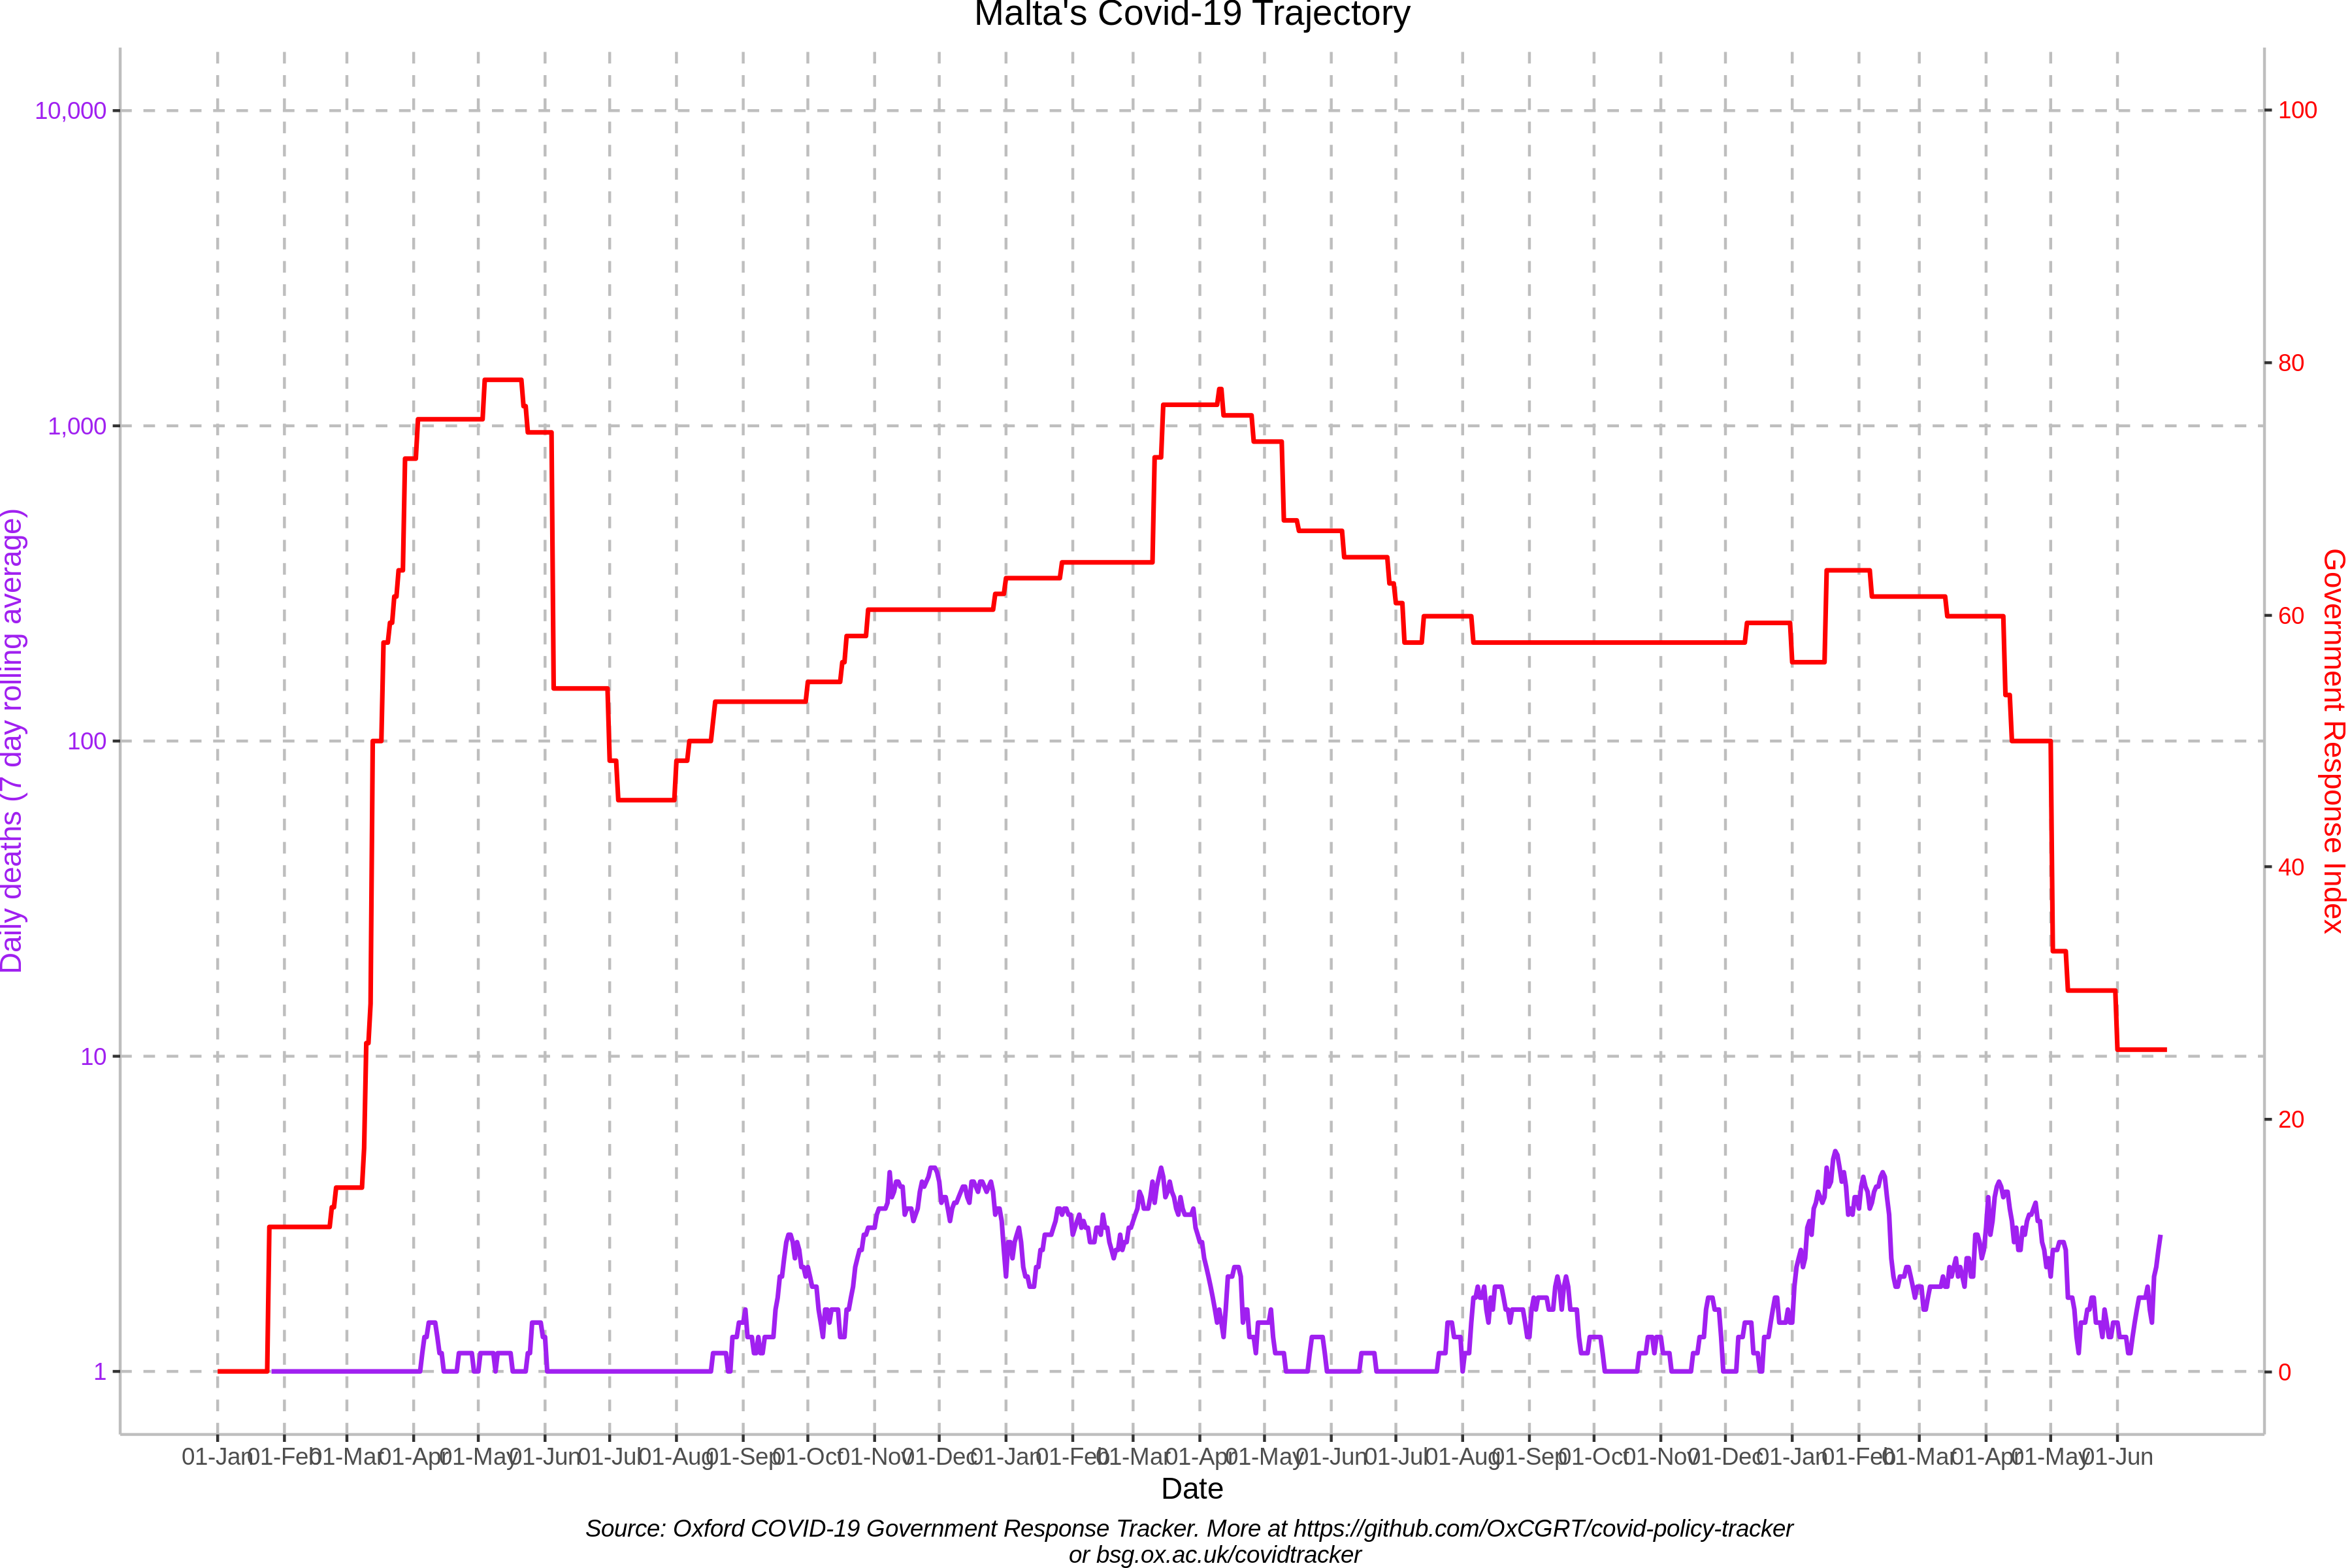 Malta's Covid-19 Trajectory
Daily deaths (7 day rolling average)
10,000
1,000
100
10
1
100
80
60
40
20
0
Government Response Index
01-Jan 01-Feb 01-Mar 01-Apr 01-May 01-Jun 01-Jul 01-Aug 01-Sep 01-Oct 01-Nov 01-Dec 01-Jan 01-Feb 01-Mar 01-Apr 01-May 01-Jun 01-Jul 01-Aug 01-Sep 01-Oct 01-Nov 01-Dec 01-Jan 01-Feb 01-Mar 01-Apr 01-May 01-Jun
Date
Source: Oxford COVID-19 Government Response Tracker. More at https://github.com/OxCGRT/covid-policy-tracker
or bsg.ox.ac.uk/covidtracker